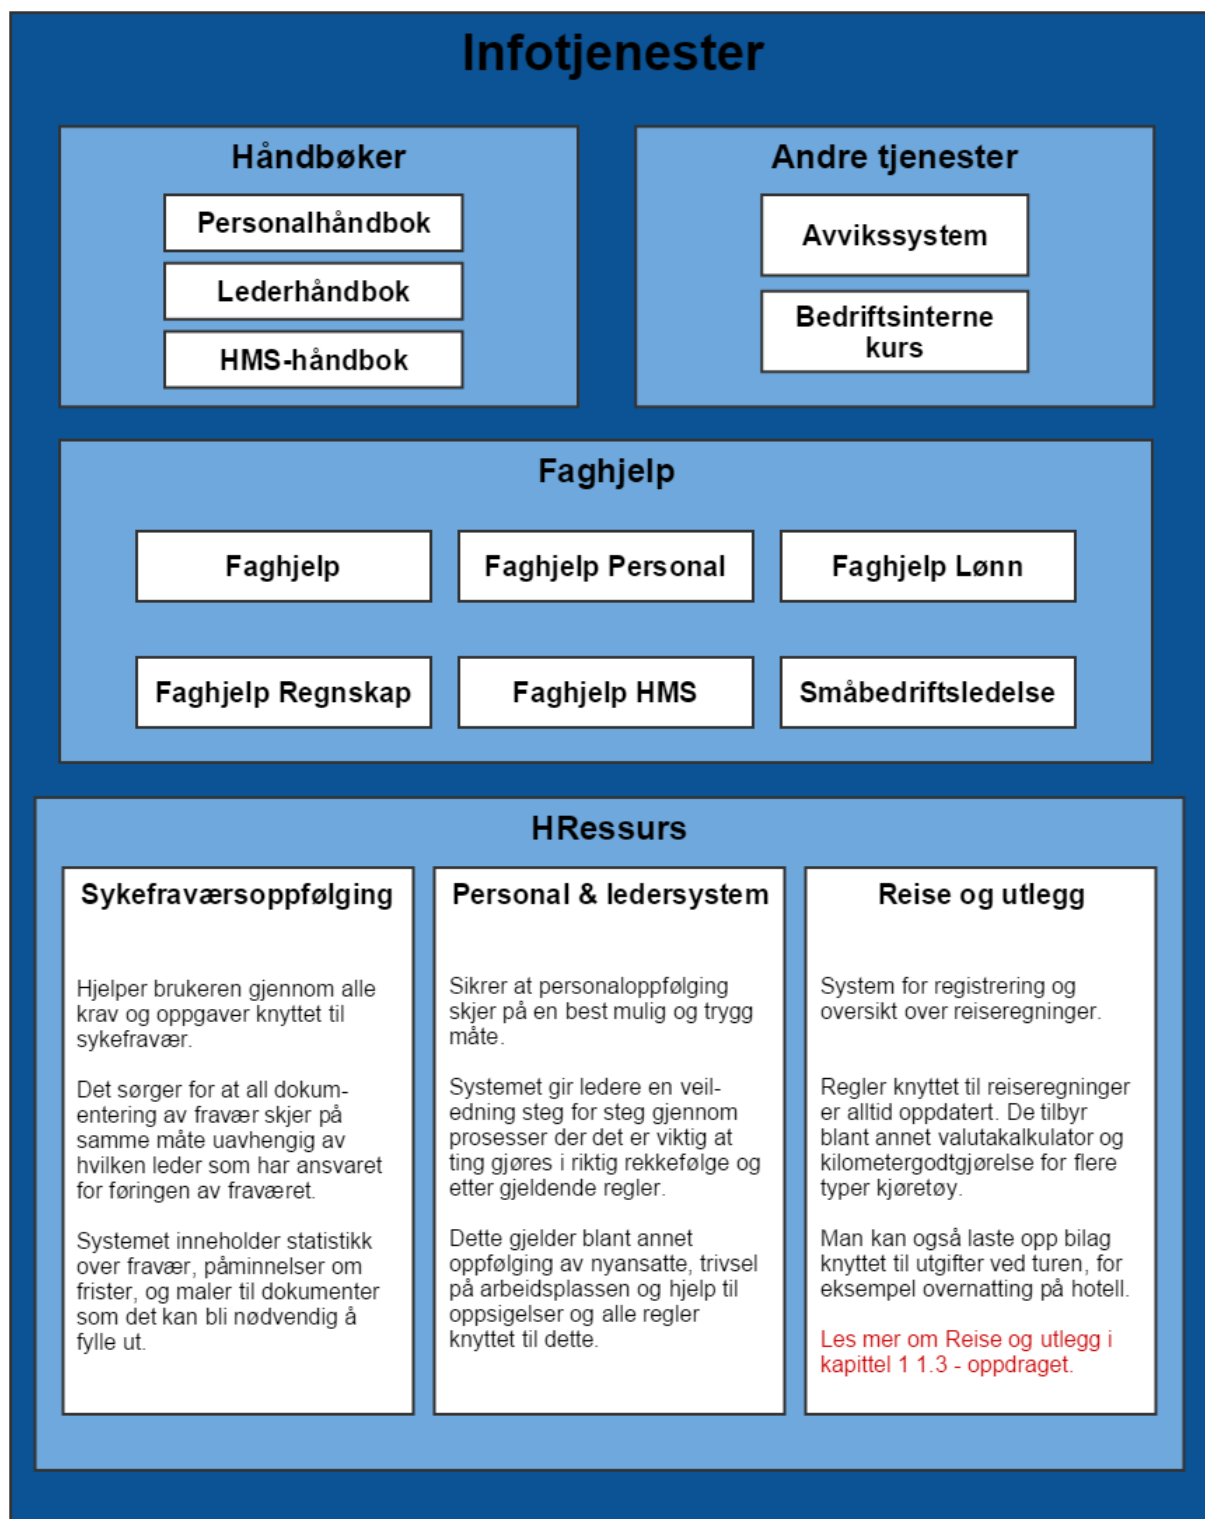 Infotjenester
Håndbøker
Personalhåndbok
Lederhåndbok
HMS-håndbok
Andre tjenester
Avvikssystem
Bedriftsinterne
kurs
Faghjelp
Faghjelp
Faghjelp Personal
Faghjelp Lønn
Faghjelp Regnskap
Faghjelp HMS
Småbedriftsledelse
HRessurs
Sykefraværsoppfølging
Hjelper brukeren gjennom alle
krav og oppgaver knyttet til
sykefravær.
Det sørger for at all dokum-
entering av fravær skjer på
samme måte uavhengig av
hvilken leder som har ansvaret
for føringen av fraværet.
Systemet inneholder statistikk
over fravær, påminnelser om
frister, og maler til dokumenter
som det kan bli nødvendig å
fylle ut.
Personal & ledersystem
Sikrer at personaloppfølging
skjer på en best mulig og trygg
måte.
Systemet gir ledere en veil-
edning steg for steg gjennom
prosesser der det er viktig at
ting gjøres i riktig rekkefølge og
etter gjeldende regler.
Dette gjelder blant annet
oppfølging av nyansatte, trivsel
på arbeidsplassen og hjelp til
oppsigelser og alle regler
knyttet til dette.
Reise og utlegg
System for registrering og
oversikt over reiseregninger.
Regler knyttet til reiseregninger
er alltid oppdatert. De tilbyr
blant annet valutakalkulator og
kilometergodtgjørelse for flere
typer kjøretøy.
Man kan også laste opp bilag
knyttet til utgifter ved turen, for
eksempel overnatting på hotell.
Les mer om Reise og utlegg i
kapittel 1 1.3 - oppdraget.